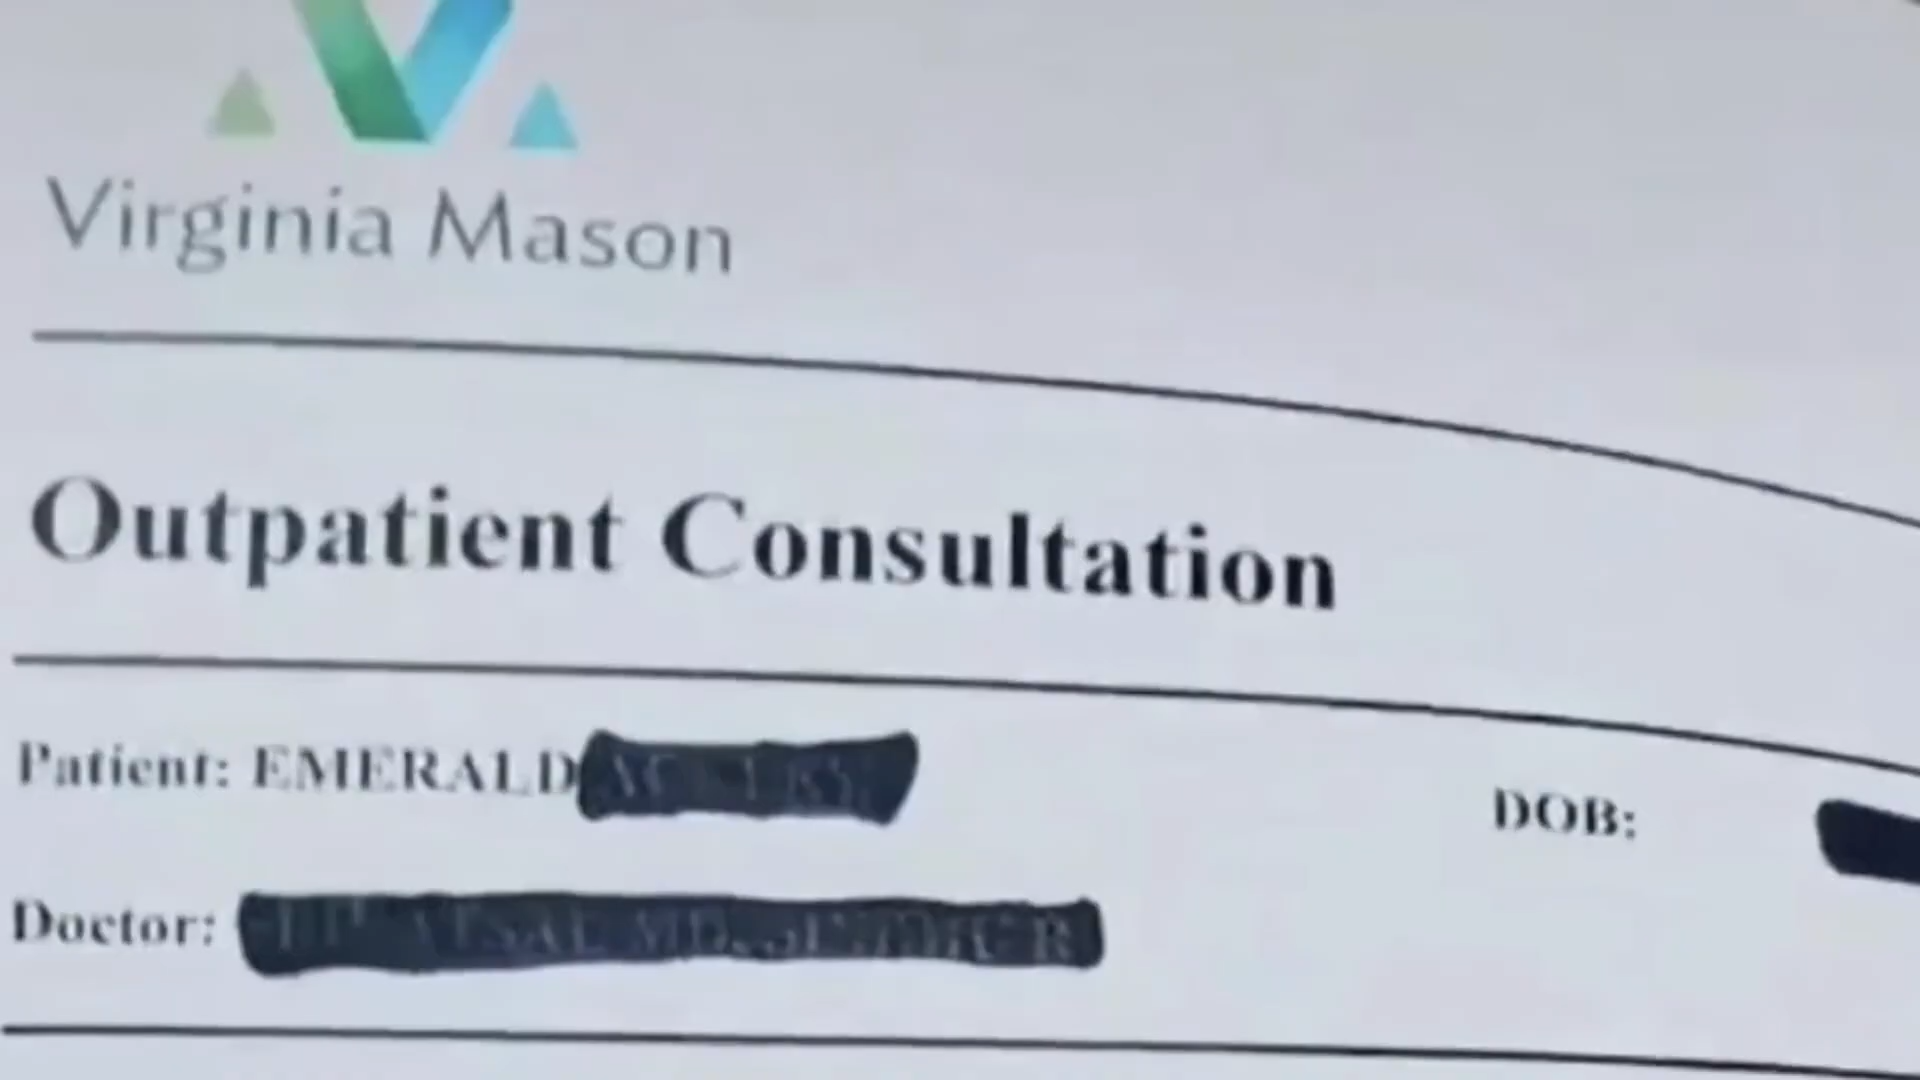 Virginia Mason
Outpatient Consultation
Patient: EMERALD
DOB:
Doctor: